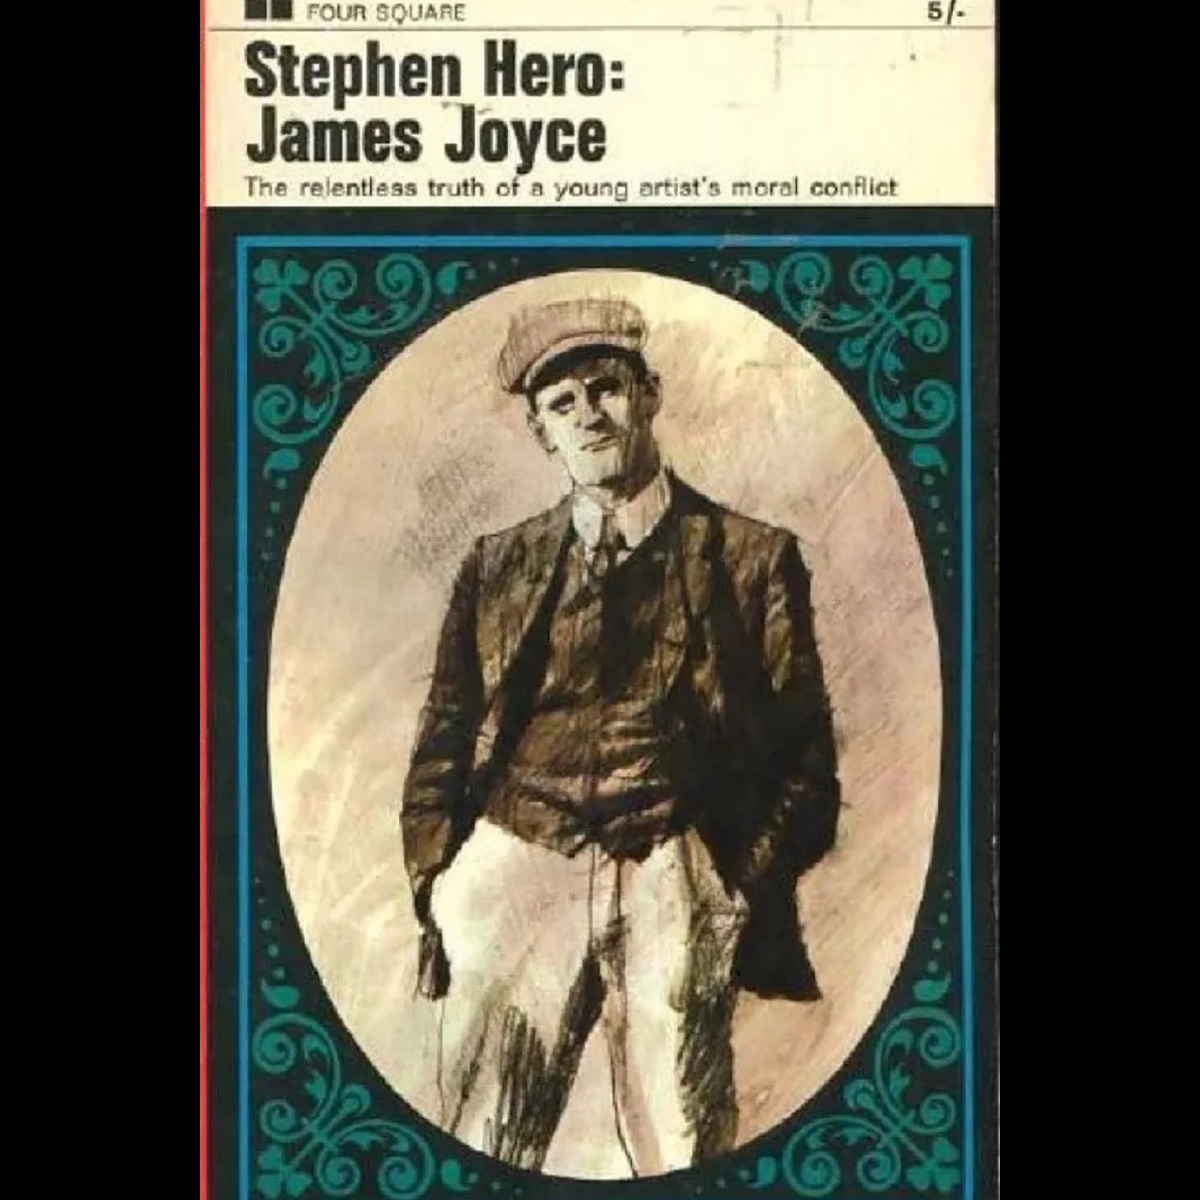 FOUR SQUARE 5/-
Stephen Hero:
James Joyce
The relentless truth of a young artist's moral conflict